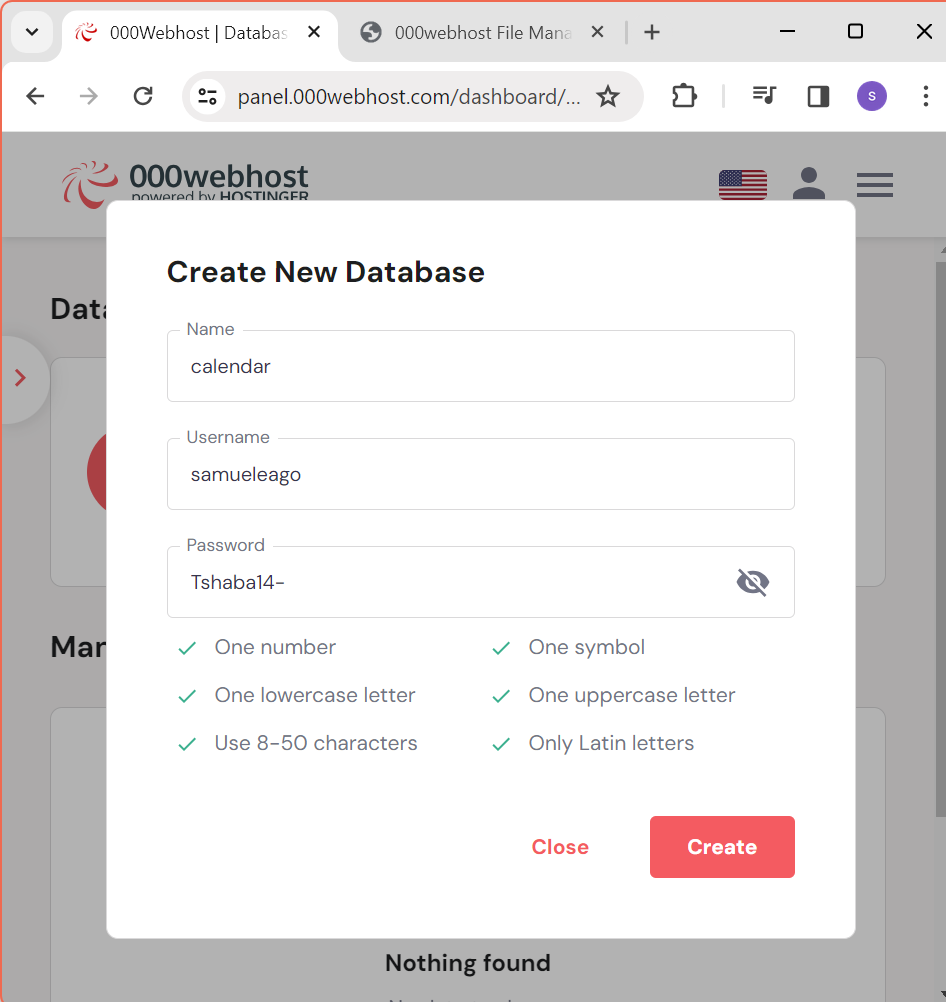 000Webhost | Databas
000webhost File Mana
panel.000webhost.com/dashboard/...
S
000webhost
powered by HOSTINGER
Data
Create New Database
Name
calendar
Username
samueleago
Password
Tshaba14-
One number
One symbol
One lowercase letter
One uppercase letter
Use 8-50 characters
Only Latin letters
Man
Close
Create
Nothing found